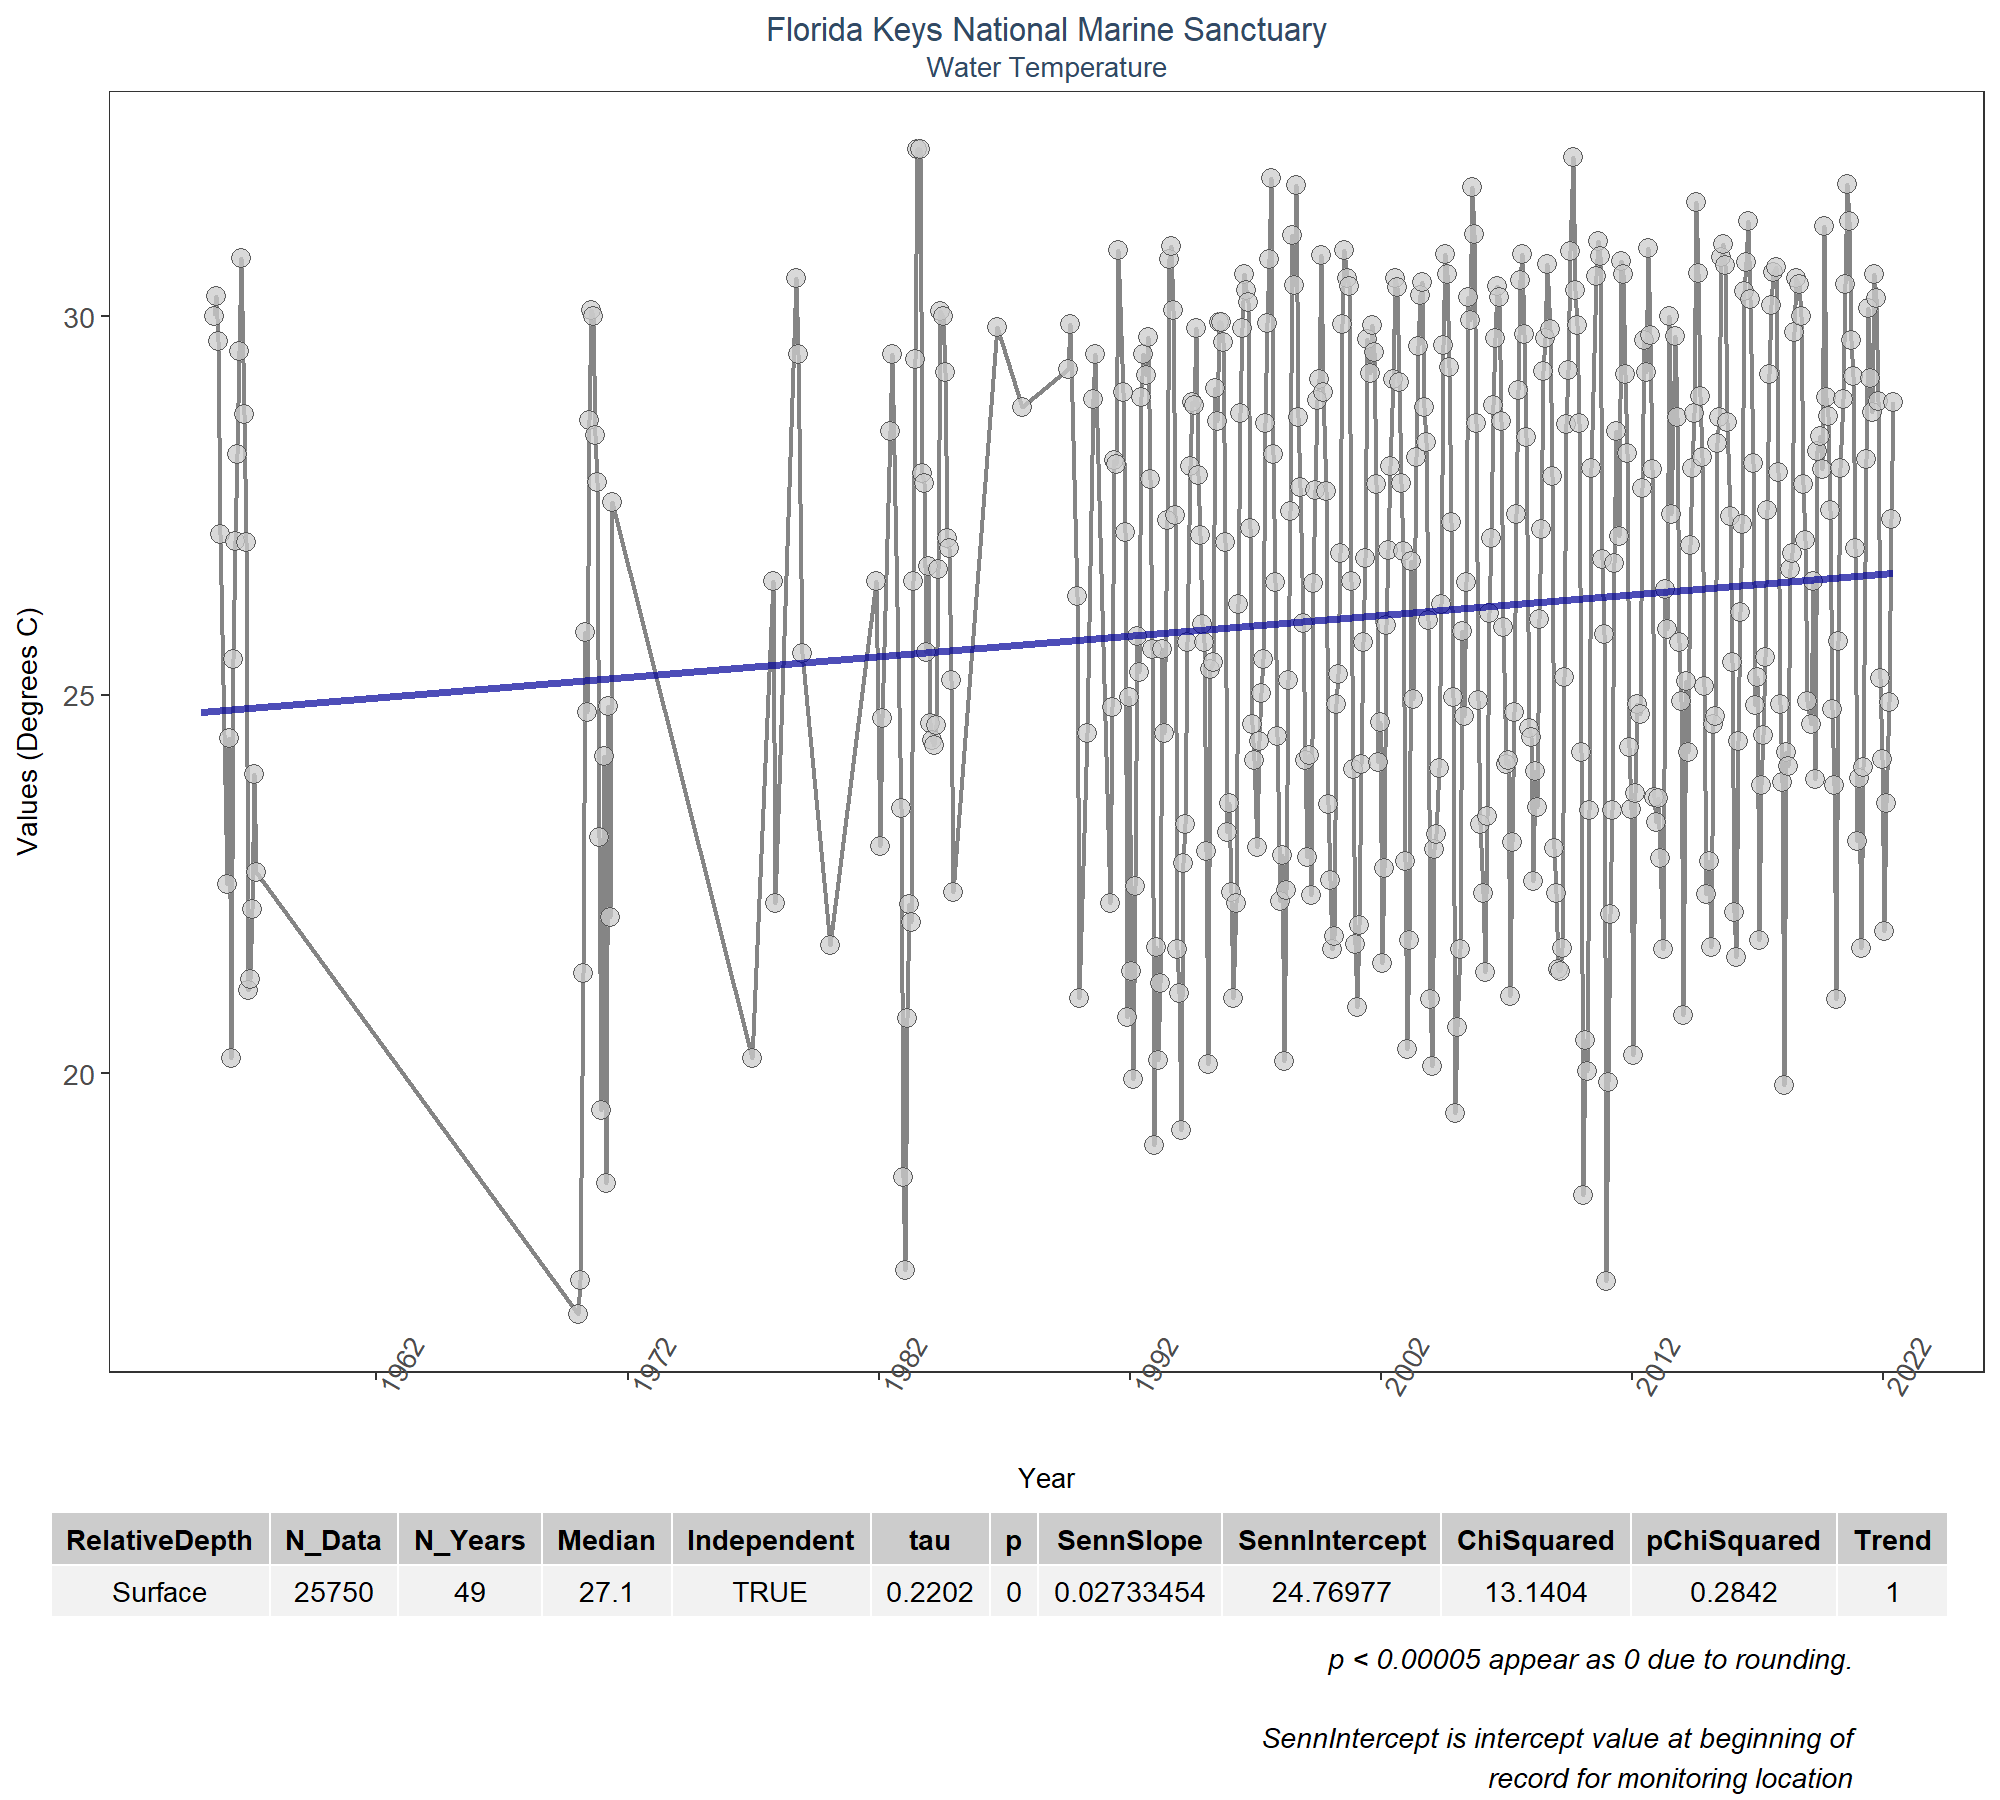 Florida Keys National Marine Sanctuary
Water Temperature
Values (Degrees C)
30
25
20
1962 1972 1982 1992 2002 2012 2022
Year
RelativeDepth N_Data N_Years Median Independent tau p SennSlope SennIntercept ChiSquared pChiSquared Trend
Surface 25750 49 27.1 TRUE 0.2202 0 0.02733454 24.76977 13.1404 0.2842 1
p < 0.00005 appear as 0 due to rounding.
SennIntercept is intercept value at beginning of
record for monitoring location